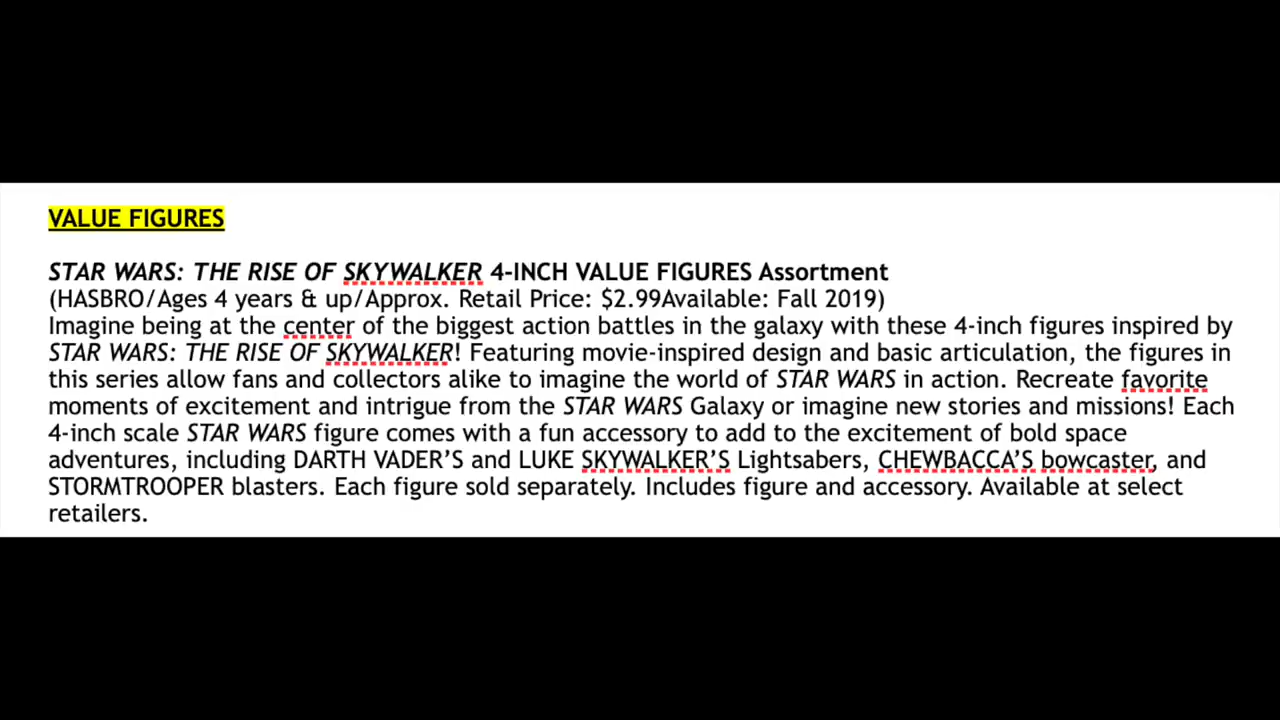 VALUE FIGURES
STAR WARS: THE RISE OF SKYWALKER 4-INCH VALUE FIGURES Assortment
(HASBRO/Ages 4 years & up/Approx. Retail Price: $2.99Available: Fall 2019)
Imagine being at the center of the biggest action battles in the galaxy with these 4-inch figures inspired by
STAR WARS: THE RISE OF SKYWALKER! Featuring movie-inspired design and basic articulation, the figures in
this series allow fans and collectors alike to imagine the world of STAR WARS in action. Recreate favorite
moments of excitement and intrigue from the STAR WARS Galaxy or imagine new stories and missions! Each
4-inch scale STAR WARS figure comes with a fun accessory to add to the excitement of bold space
adventures, including DARTH VADER’S and LUKE SKYWALKER’S Lightsabers, CHEWBACCA’S bowcaster, and
STORMTROOPER blasters. Each figure sold separately. Includes figure and accessory. Available at select
retailers.